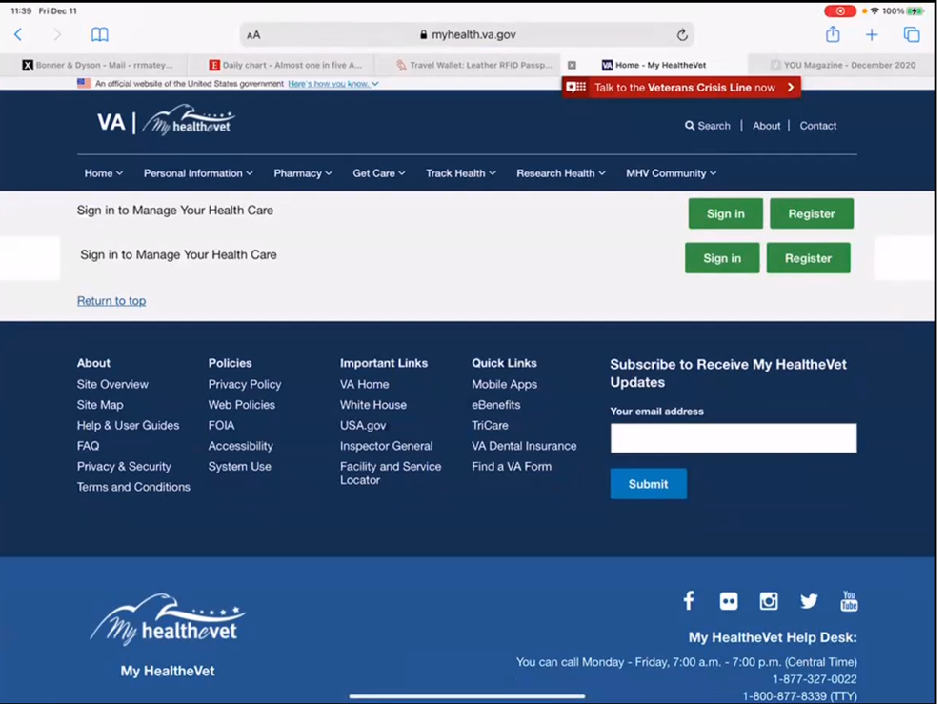 11:39 Fri Dec 11
100%
AA
myhealth.va.gov
Bonner & Dyson - Mail - rrmatey...
Daily chart - Almost one in five A...
Travel Wallet: Leather RFID Passp...
Home - My HealtheVet
YOU Magazine - December 2020
An official website of the United States government Here's how you know.
Talk to the Veterans Crisis Line now
VA | My healthevet
Search | About | Contact
Home Personal Information Pharmacy Get Care Track Health Research Health MHV Community
Sign in to Manage Your Health Care Sign in Register
Sign in to Manage Your Health Care Sign in Register
Return to top
About
Site Overview
Site Map
Help & User Guides
FAQ
Privacy & Security
Terms and Conditions
Policies
Privacy Policy
Web Policies
FOIA
Accessibility
System Use
Important Links
VA Home
White House
USA.gov
Inspector General
Facility and Service
Locator
Quick Links
Mobile Apps
eBenefits
TriCare
VA Dental Insurance
Find a VA Form
Subscribe to Receive My HealtheVet
Updates
Your email address
Submit
My healthevet
My HealtheVet
You Tube
My HealtheVet Help Desk:
You can call Monday - Friday, 7:00 a.m. - 7:00 p.m. (Central Time)
1-877-327-0022
1-800-877-8339 (TTY)